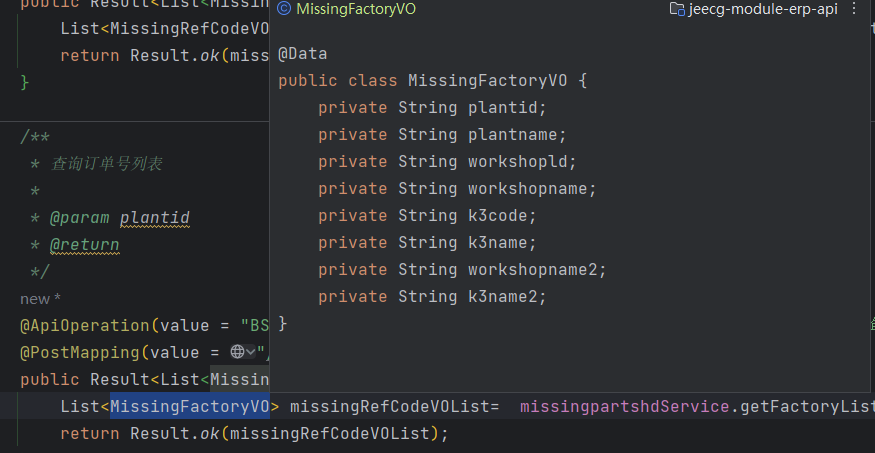 public Result<List<Missin
List<MissingRefCodeVO
return Result.ok(miss
}
/**
* 查询订单号列表
*
* @param plantid
* @return
*/
new *
@ApiOperation(value = "BS
@PostMapping(value = "/
public Result<List<Missin
List<MissingFactoryVO> missingRefCodeVOList= missingpartshdService.getFactoryList
return Result.ok(missingRefCodeVOList);
MissingFactoryVO
jeecg-module-erp-api
@Data
public class MissingFactoryVO {
private String plantid;
private String plantname;
private String workshopld;
private String workshopname;
private String k3code;
private String k3name;
private String workshopname2;
private String k3name2;
}